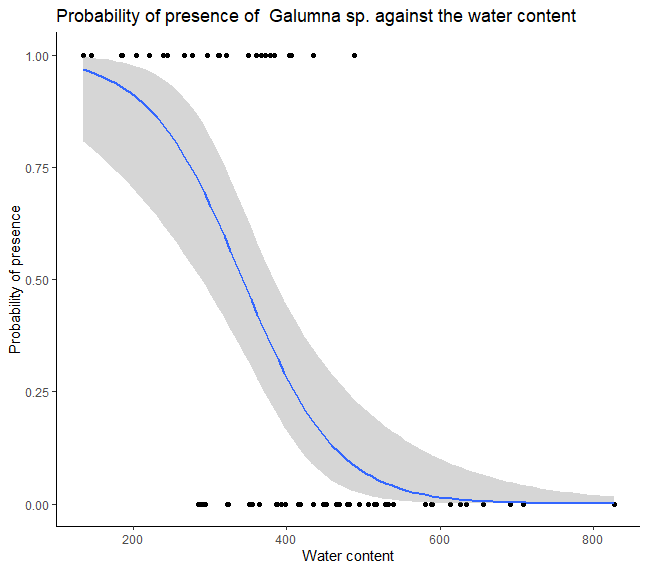 Probability of presence of  Galumna sp. against the water content
1.00
0.75
0.50
0.25
0.00
Probability of presence
200 400 600 800
Water content